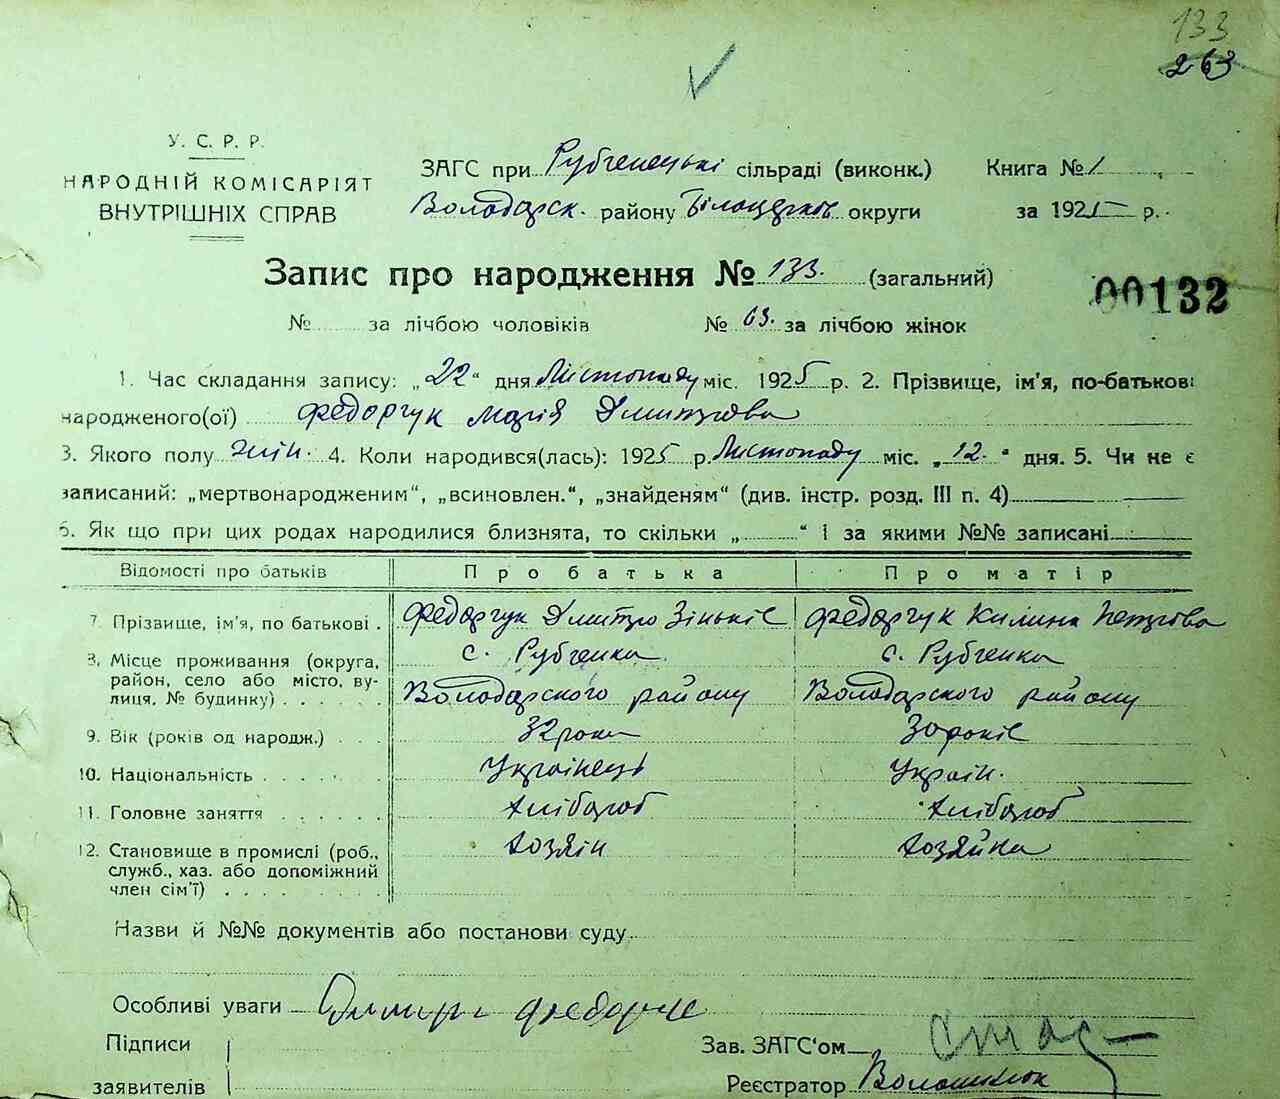 133
263
У. С. Р. Р.
НАРОДНІЙ КОМІСАРІЯТ
ВНУТРІШНІХ СПРАВ
ЗАГС при Рубченецькі сільраді (виконк.)
Володарск. району Білоцерків округи
Книга № 1
за 1925 р.
Запис про народження № 133. (загальний)
00132
№ за лічбою чоловіків № 63. за лічбою жінок
1. Час складання запису: „22“ дня Листопаду міс. 1925 р. 2. Прізвище, ім'я, по-батькові
народженого(ої) Федорчук Марія Дмитрова
3. Якого полу жін. 4. Коли народився(лась): 1925 р. Листопаду міс. „12.“ дня. 5. Чи не є
записаний: „мертвонародженим“, „всиновлен.“, „знайденям“ (див. інстр. розд. III п. 4)
6. Як що при цих родах народилися близнята, то скільки „ “ і за якими №№ записані
Відомості про батьків Про батька Про матір
7. Прізвище, ім'я, по батькові . Федорчук Дмитро Зіньків Федорчук Килина Петрова
8. Місце проживання (округа, с. Рубченка с. Рубченка
район, село або місто, ву-
лиця, № будинку) . . . . . Володарского району Володарского району
9. Вік (років од народж.) . . . 32 роки 30 років
10. Національність . . . . . Українець Україн.
11. Головне заняття . . . . . хлібороб хлібороб
12. Становище в промислі (роб., хозяін хозяйка
служб., хаз. або допоміжний
член сім'ї) . . . . . . .
Назви й №№ документів або постанови суду
Особливі уваги
Підписи
заявителів
Зав. ЗАГС'ом
Реєстратор